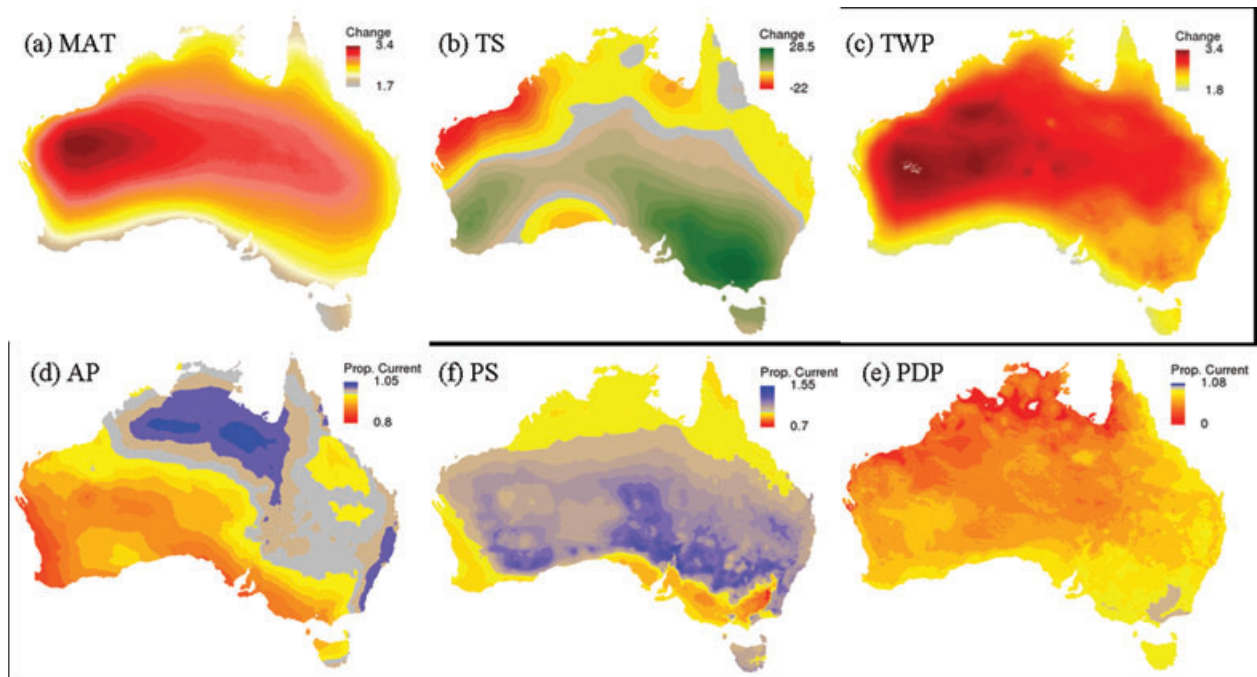 (a) MAT
Change
3.4
1.7
(b) TS
Change
28.5
-22
(c) TWP
Change
3.4
1.8
(d) AP
Prop. Current
1.05
0.8
(f) PS
Prop. Current
1.55
0.7
(e) PDP
Prop. Current
1.08
0